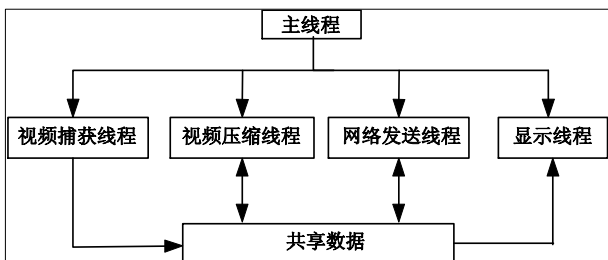 主线程
视频捕获线程
视频压缩线程
网络发送线程
显示线程
共享数据